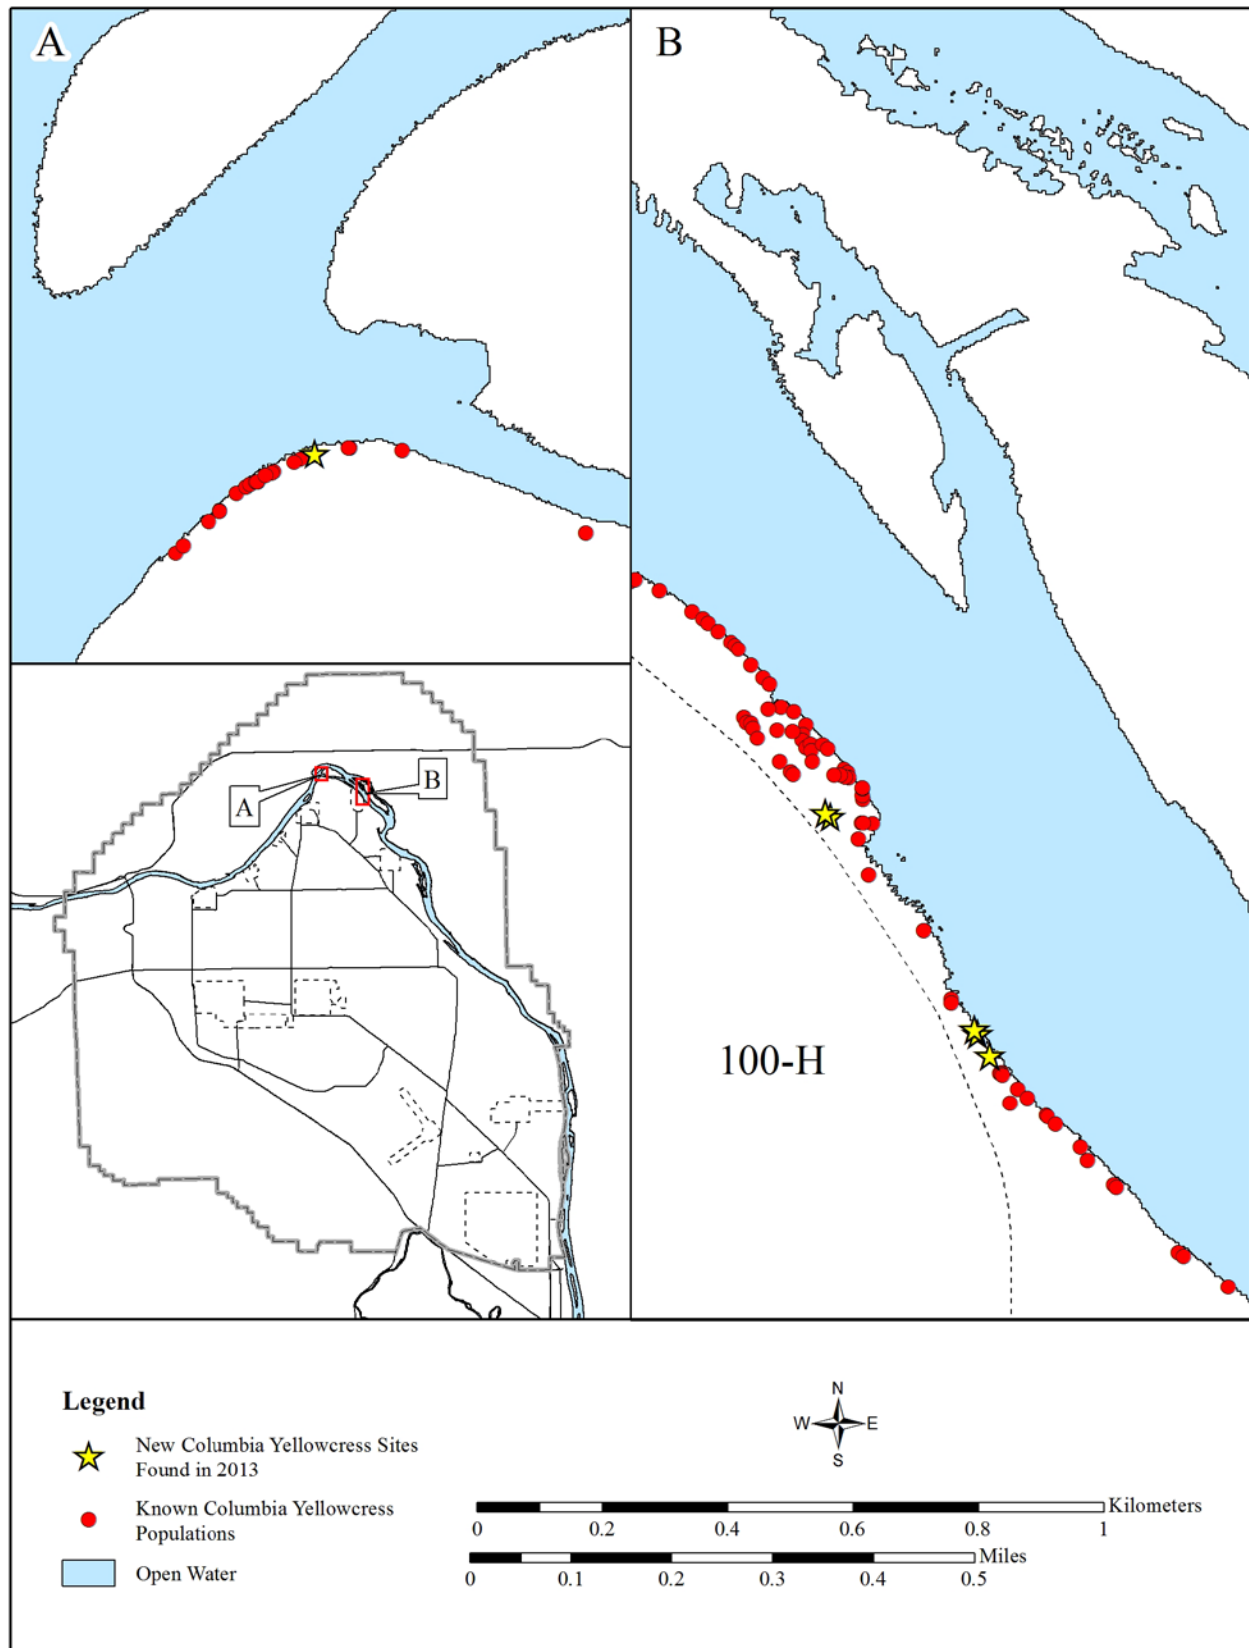 A
B
A
B
100-H
Legend
New Columbia Yellowcress Sites
Found in 2013
Known Columbia Yellowcress
Populations
Open Water
N
W E
S
Kilometers
0 0.2 0.4 0.6 0.8 1
Miles
0 0.1 0.2 0.3 0.4 0.5